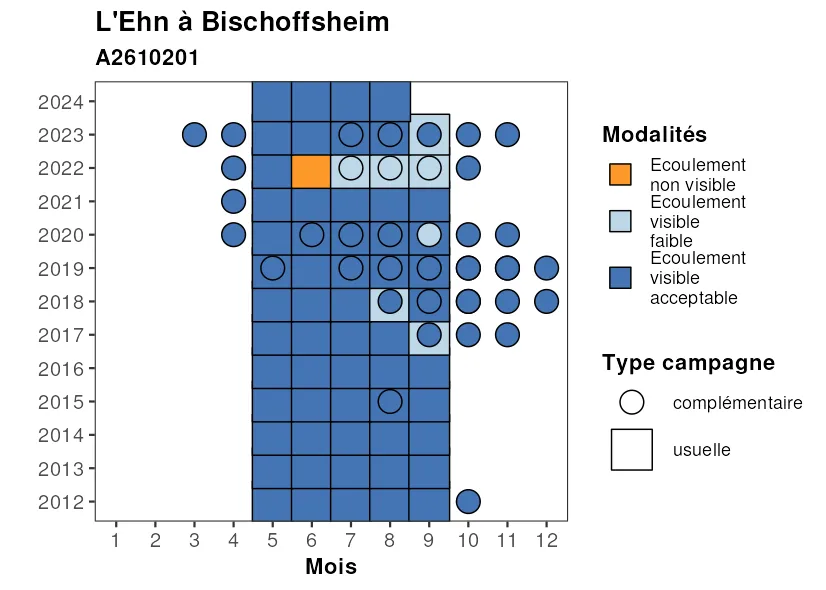 L'Ehn à Bischoffsheim
A2610201
2024
2023
2022
2021
2020
2019
2018
2017
2016
2015
2014
2013
2012
1 2 3 4 5 6 7 8 9 10 11 12
Mois
Modalités
Ecoulement
non visible
Ecoulement
visible
faible
Ecoulement
visible
acceptable
Type campagne
complémentaire
usuelle